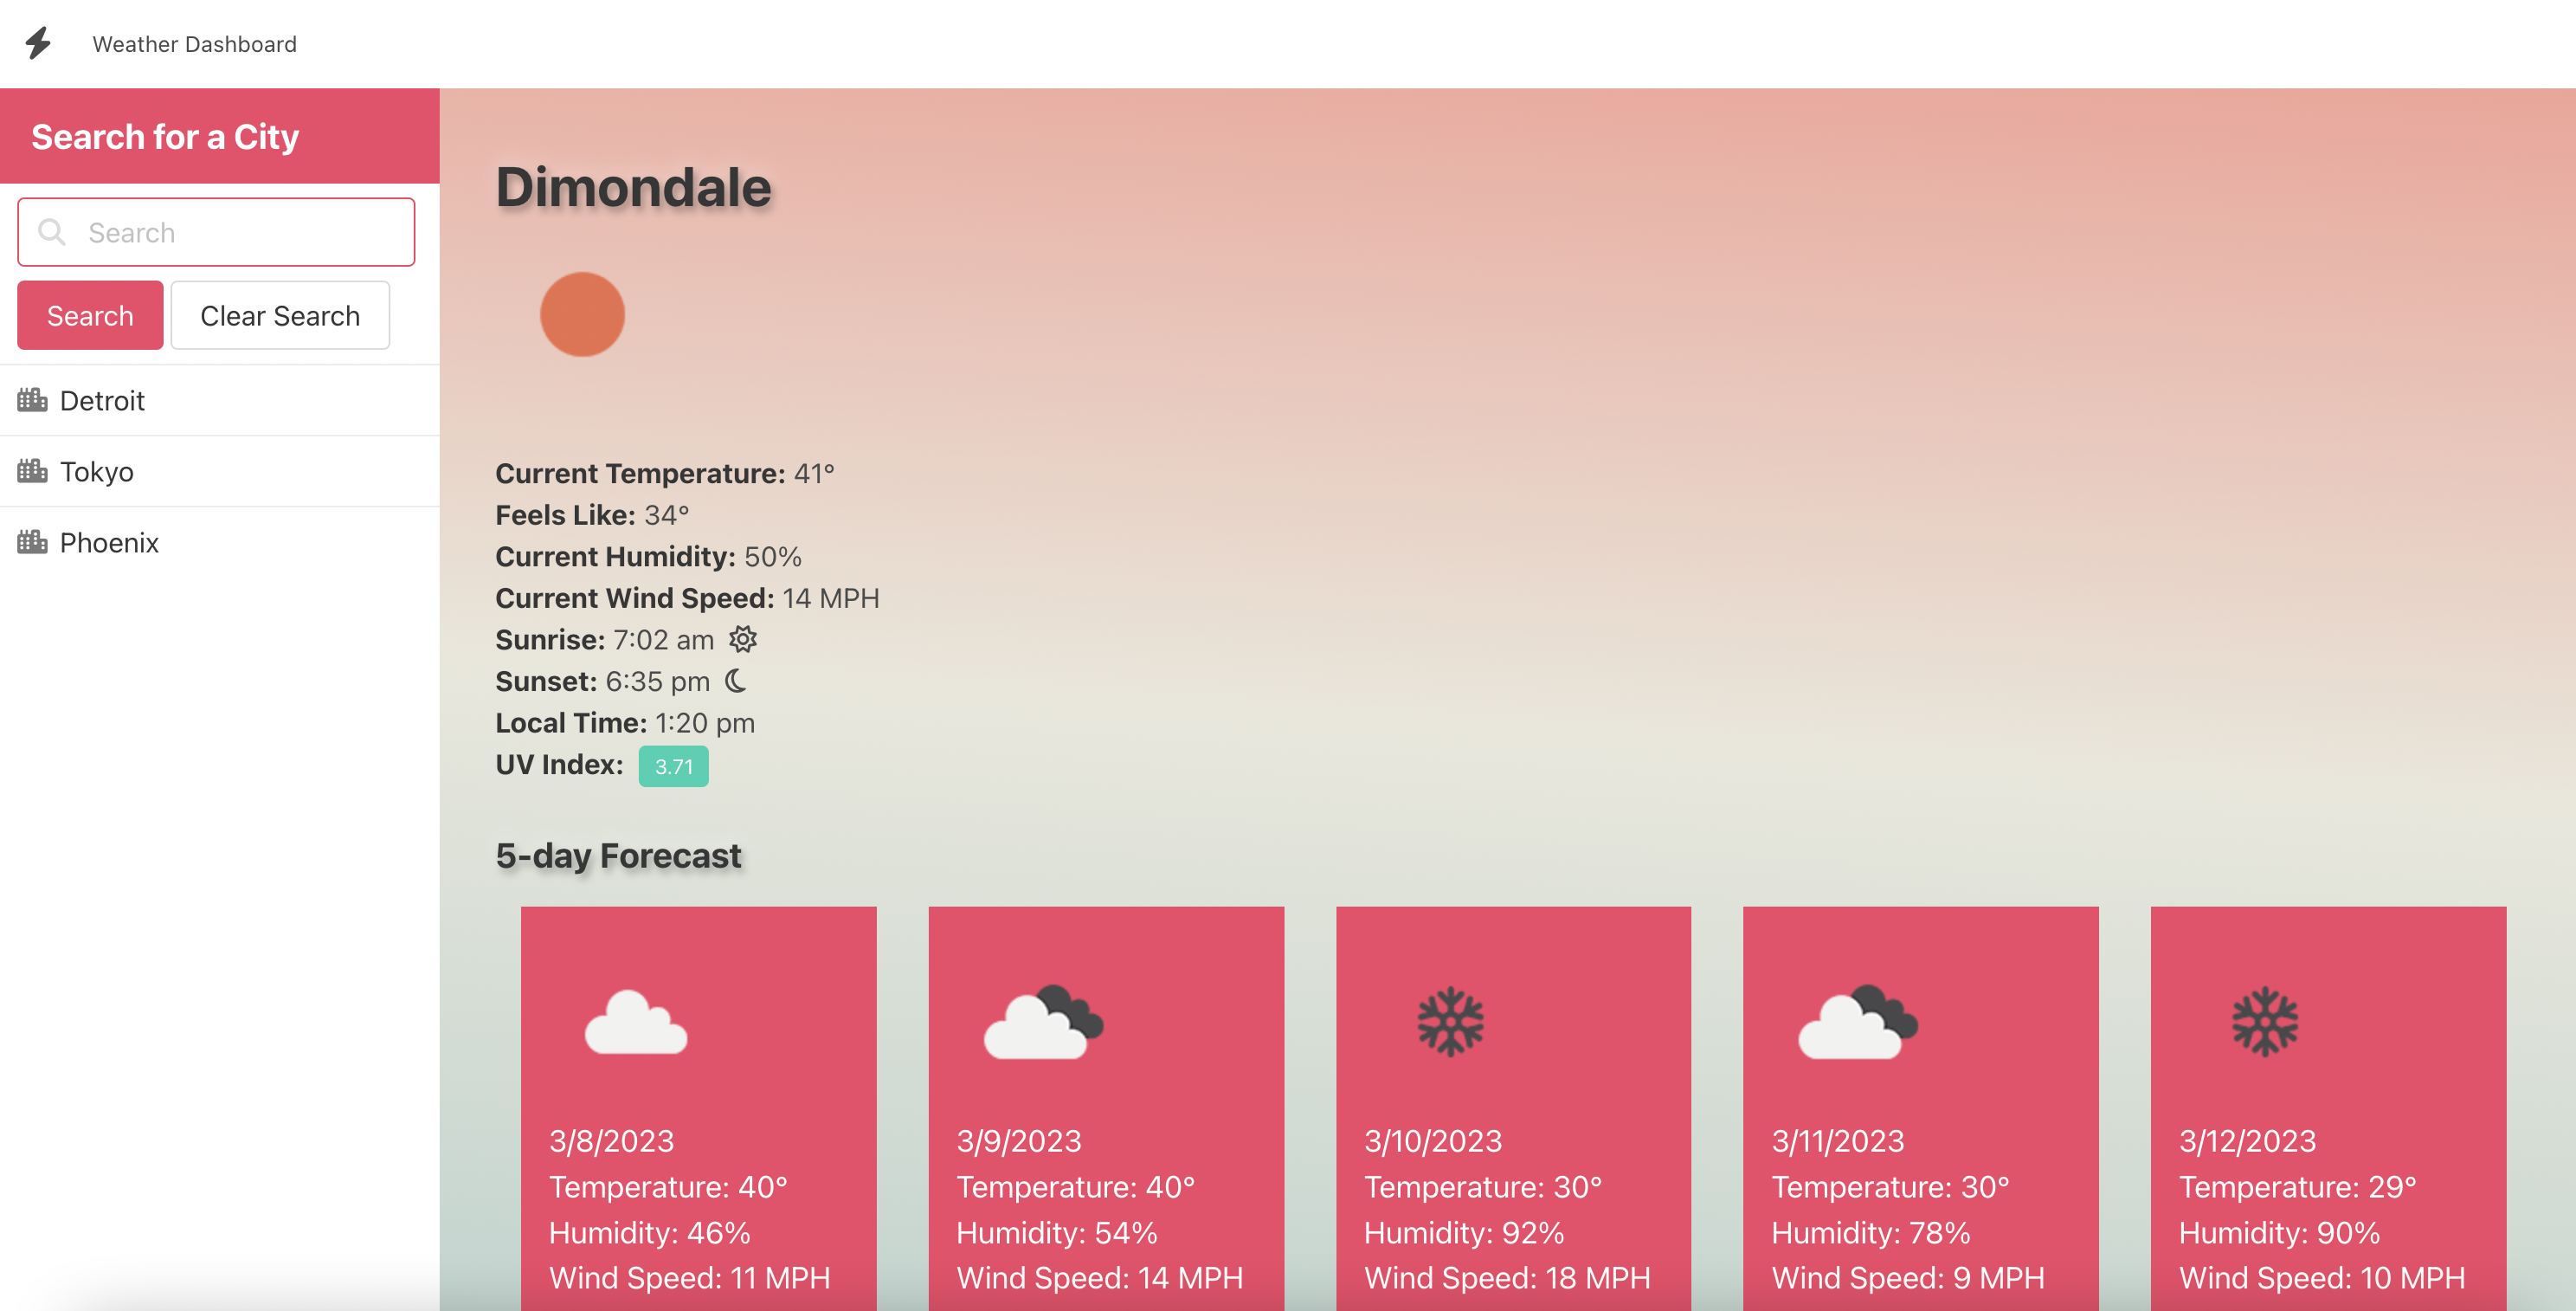 Weather Dashboard
Search for a City
Search
Search
Clear Search
Detroit
Tokyo
Phoenix
Dimondale
Current Temperature: 41°
Feels Like: 34°
Current Humidity: 50%
Current Wind Speed: 14 MPH
Sunrise: 7:02 am
Sunset: 6:35 pm
Local Time: 1:20 pm
UV Index: 3.71
5-day Forecast
3/8/2023
Temperature: 40°
Humidity: 46%
Wind Speed: 11 MPH
3/9/2023
Temperature: 40°
Humidity: 54%
Wind Speed: 14 MPH
3/10/2023
Temperature: 30°
Humidity: 92%
Wind Speed: 18 MPH
3/11/2023
Temperature: 30°
Humidity: 78%
Wind Speed: 9 MPH
3/12/2023
Temperature: 29°
Humidity: 90%
Wind Speed: 10 MPH